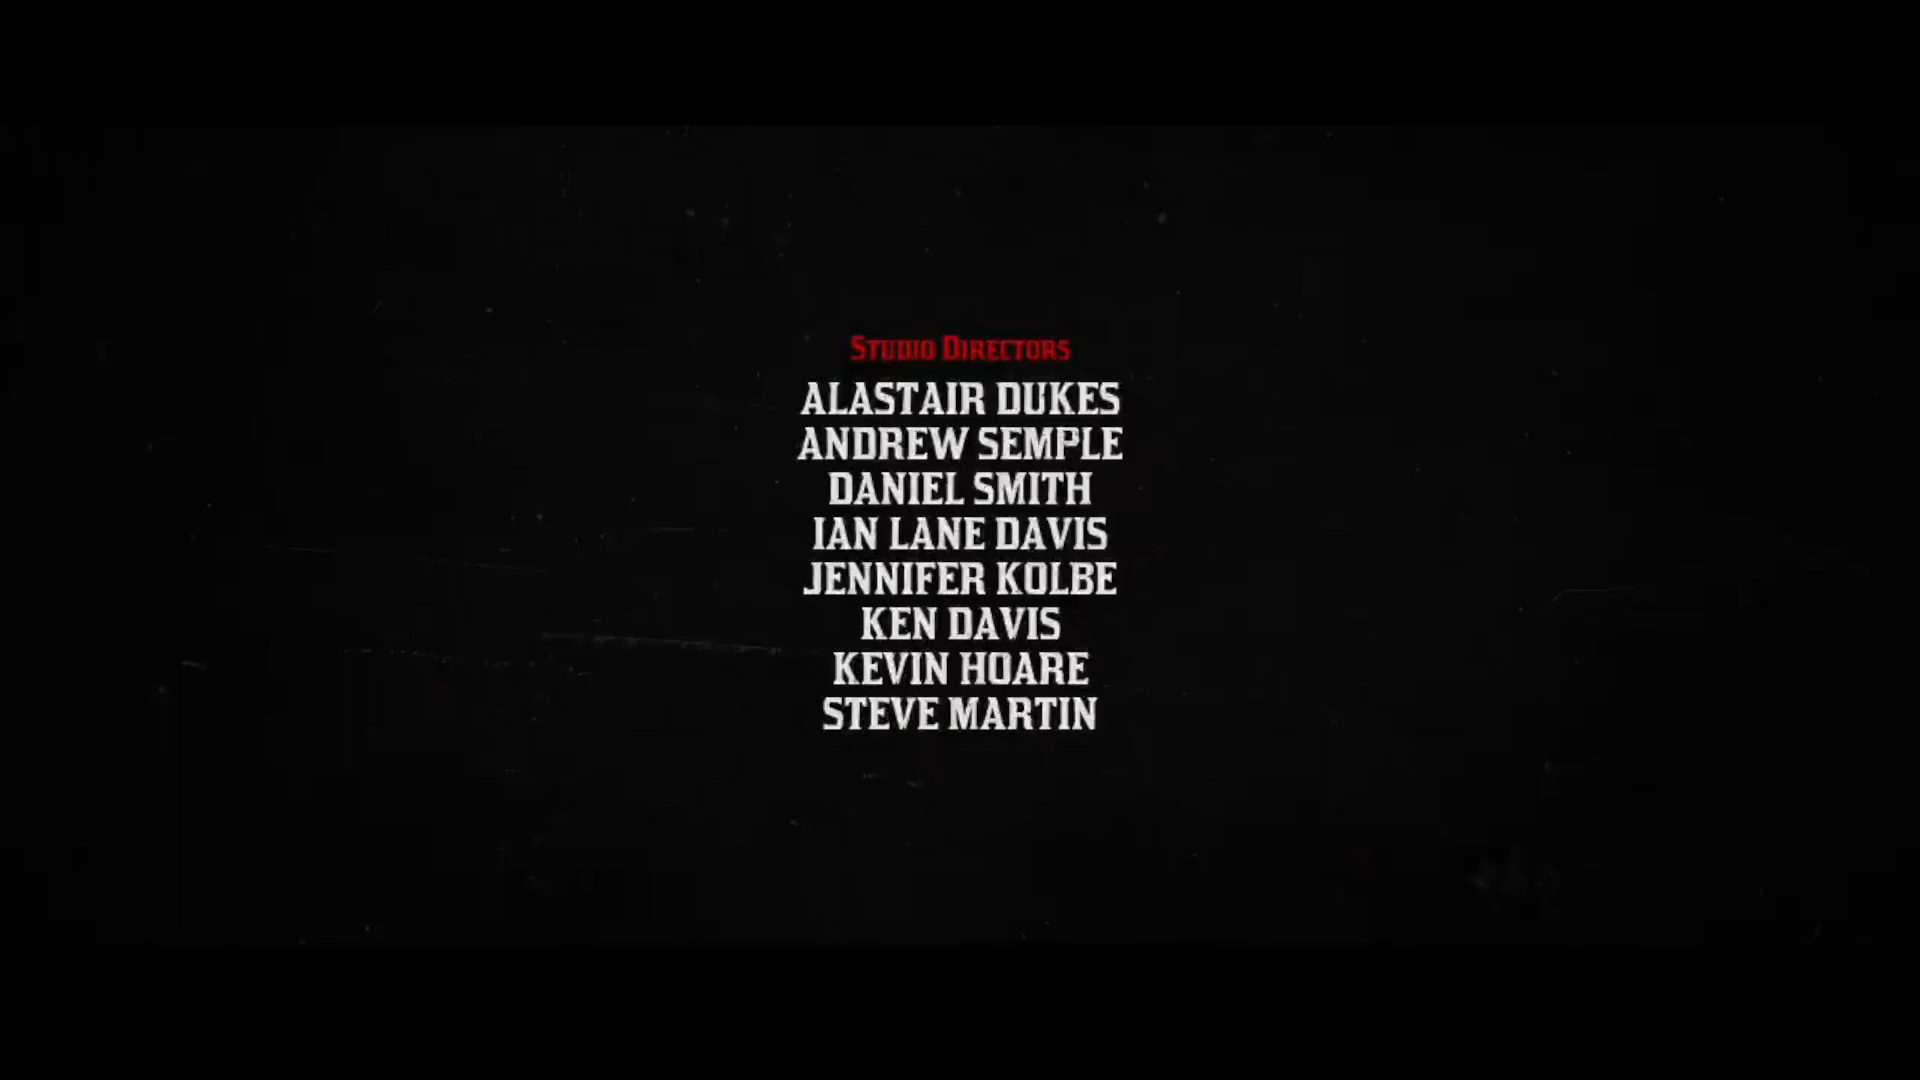 Studio Directors
ALASTAIR DUKES
ANDREW SEMPLE
DANIEL SMITH
IAN LANE DAVIS
JENNIFER KOLBE
KEN DAVIS
KEVIN HOARE
STEVE MARTIN